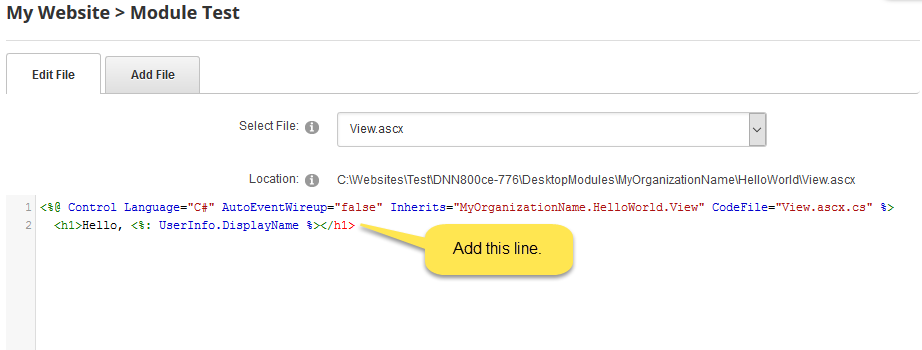 My Website > Module Test
Edit File
Add File
Select File:
View.ascx
Location:
C:\Websites\Test\DNN800ce-776\DesktopModules\MyOrganizationName\HelloWorld\View.ascx
1 <%@ Control Language="C#" AutoEventWireup="false" Inherits="MyOrganizationName.HelloWorld.View" CodeFile="View.ascx.cs" %>
2 <h1>Hello, <%: UserInfo.DisplayName %></h1>
Add this line.